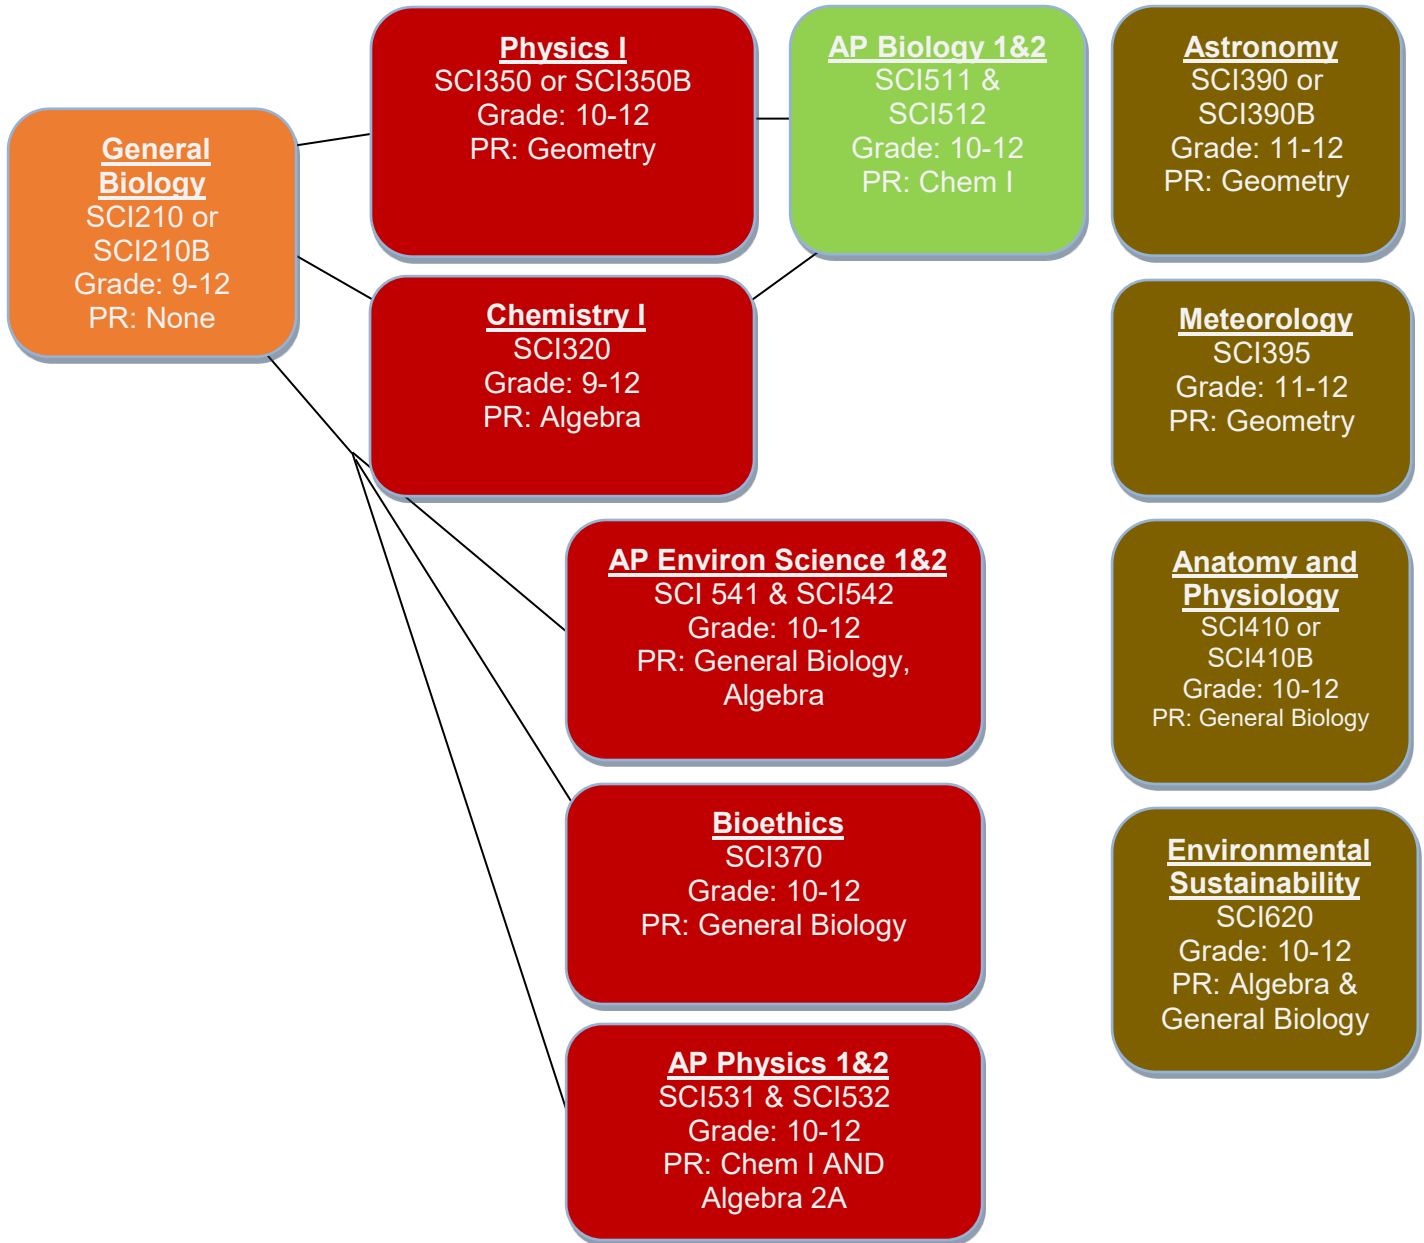 General
Biology
SCI210 or
SCI210B
Grade: 9-12
PR: None
Physics I
SCI350 or SCI350B
Grade: 10-12
PR: Geometry
Chemistry I
SCI320
Grade: 9-12
PR: Algebra
AP Biology 1&2
SCI511 &
SCI512
Grade: 10-12
PR: Chem I
AP Environ Science 1&2
SCI 541 & SCI542
Grade: 10-12
PR: General Biology,
Algebra
Bioethics
SCI370
Grade: 10-12
PR: General Biology
AP Physics 1&2
SCI531 & SCI532
Grade: 10-12
PR: Chem I AND
Algebra 2A
Astronomy
SCI390 or
SCI390B
Grade: 11-12
PR: Geometry
Meteorology
SCI395
Grade: 11-12
PR: Geometry
Anatomy and
Physiology
SCI410 or
SCI410B
Grade: 10-12
PR: General Biology
Environmental
Sustainability
SCI620
Grade: 10-12
PR: Algebra &
General Biology